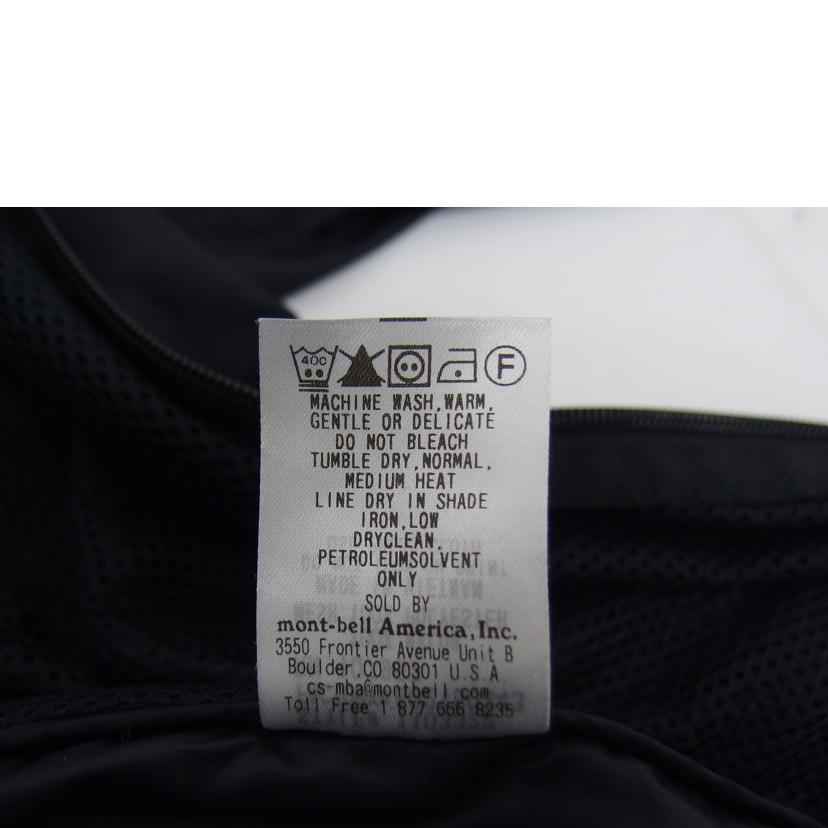 40C
F
MACHINE WASH,WARM,
GENTLE OR DELICATE
DO NOT BLEACH
TUMBLE DRY,NORMAL,
MEDIUM HEAT
LINE DRY IN SHADE
IRON,LOW
DRYCLEAN,
PETROLEUMSOLVENT
ONLY
SOLD BY
mont-bell America, Inc.
3550 Frontier Avenue Unit B
Boulder,CO 80301 U.S.A
cs-mba@montbell.com
Toll Free 1 877 666 8235